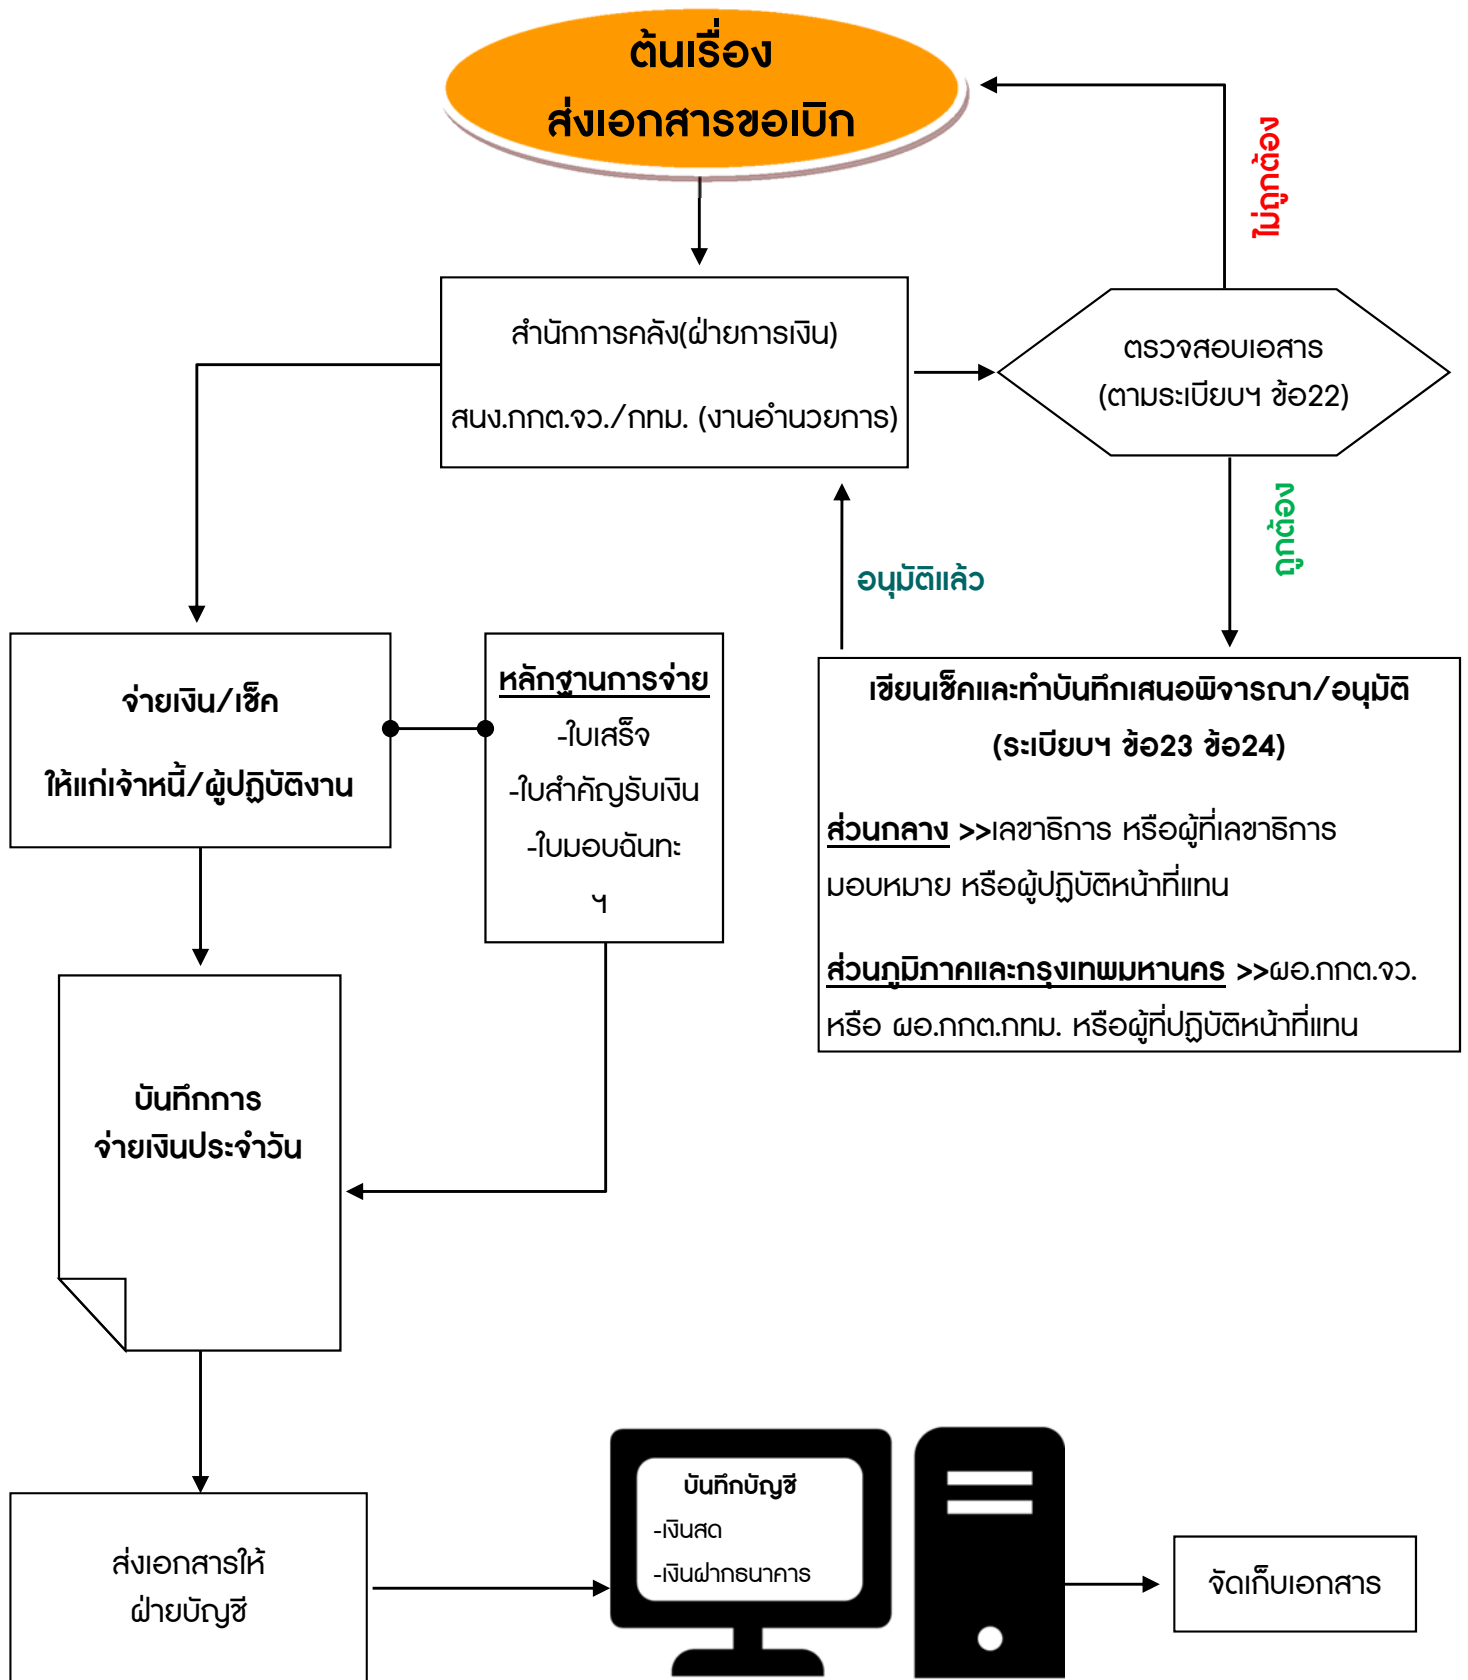 ต้นเรื่อง
ส่งเอกสารขอเบิก
ไม่ถูกต้อง
สำนักการคลัง(ฝ่ายการเงิน)
สนง.กกต.จว./กทม. (งานอำนวยการ)
ตรวจสอบเอสาร
(ตามระเบียบฯ ข้อ22)
ถูกต้อง
อนุมัติแล้ว
จ่ายเงิน/เช็ค
ให้แก่เจ้าหนี้/ผู้ปฏิบัติงาน
หลักฐานการจ่าย
-ใบเสร็จ
-ใบสำคัญรับเงิน
-ใบมอบฉันทะ
ฯ
เขียนเช็คและทำบันทึกเสนอพิจารณา/อนุมัติ
(ระเบียบฯ ข้อ23 ข้อ24)
ส่วนกลาง >>เลขาธิการ หรือผู้ที่เลขาธิการ
มอบหมาย หรือผู้ปฏิบัติหน้าที่แทน
ส่วนภูมิภาคและกรุงเทพมหานคร >>ผอ.กกต.จว.
หรือ ผอ.กกต.กทม. หรือผู้ที่ปฏิบัติหน้าที่แทน
บันทึกการ
จ่ายเงินประจำวัน
ส่งเอกสารให้
ฝ่ายบัญชี
บันทึกบัญชี
-เงินสด
-เงินฝากธนาคาร
จัดเก็บเอกสาร